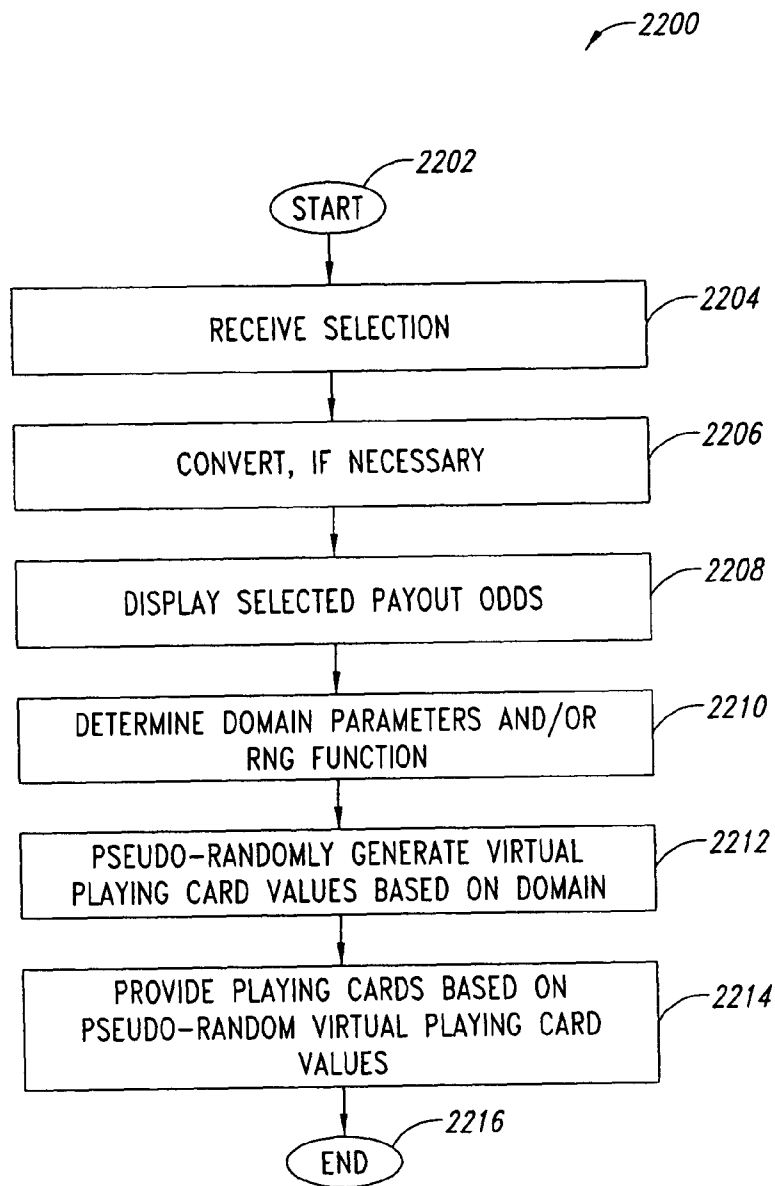 2200
2202
START
RECEIVE SELECTION
2204
CONVERT, IF NECESSARY
2206
DISPLAY SELECTED PAYOUT ODDS
2208
DETERMINE DOMAIN PARAMETERS AND/OR
RNG FUNCTION
2210
PSEUDO-RANDOMLY GENERATE VIRTUAL
PLAYING CARD VALUES BASED ON DOMAIN
2212
PROVIDE PLAYING CARDS BASED ON
PSEUDO-RANDOM VIRTUAL PLAYING CARD
VALUES
2214
2216
END